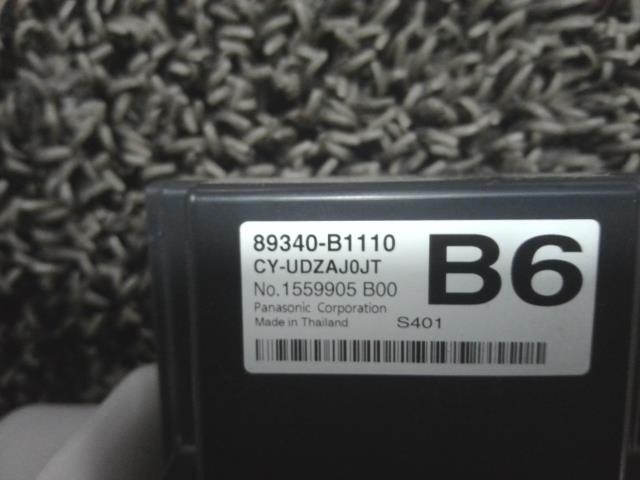 89340-B1110
B6
CY-UDZAJ0JT
No.1559905 B00
Panasonic Corporation
Made in Thailand
S401